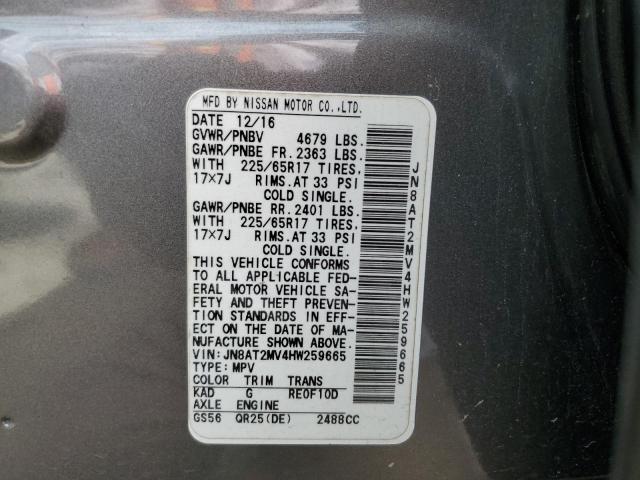 MFD BY NISSAN MOTOR CO.,LTD.
DATE 12/16
GVWR/PNBV 4679 LBS.
GAWR/PNBE FR.2363 LBS.
WITH 225/65R17 TIRES,
17×7J RIMS.AT 33 PSI
COLD SINGLE.
GAWR/PNBE RR.2401 LBS.
WITH 225/65R17 TIRES,
17×7J RIMS.AT 33 PSI
COLD SINGLE.
THIS VEHICLE CONFORMS
TO ALL APPLICABLE FED-
ERAL MOTOR VEHICLE SA-
FETY AND THEFT PREVEN-
TION STANDARDS IN EFF-
ECT ON THE DATE OF MA-
NUFACTURE SHOWN ABOVE.
VIN:JN8AT2MV4HW259665
TYPE:MPV
COLOR TRIM TRANS
KAD G RE0F10D
AXLE ENGINE
GS56 QR25(DE) 2488CC
JN8AT2MV4HW259665